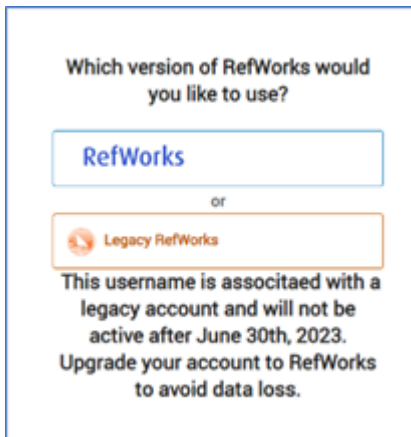 Which version of RefWorks would
you like to use?
RefWorks
or
Legacy RefWorks
This username is associtaed with a
legacy account and will not be
active after June 30th, 2023.
Upgrade your account to RefWorks
to avoid data loss.